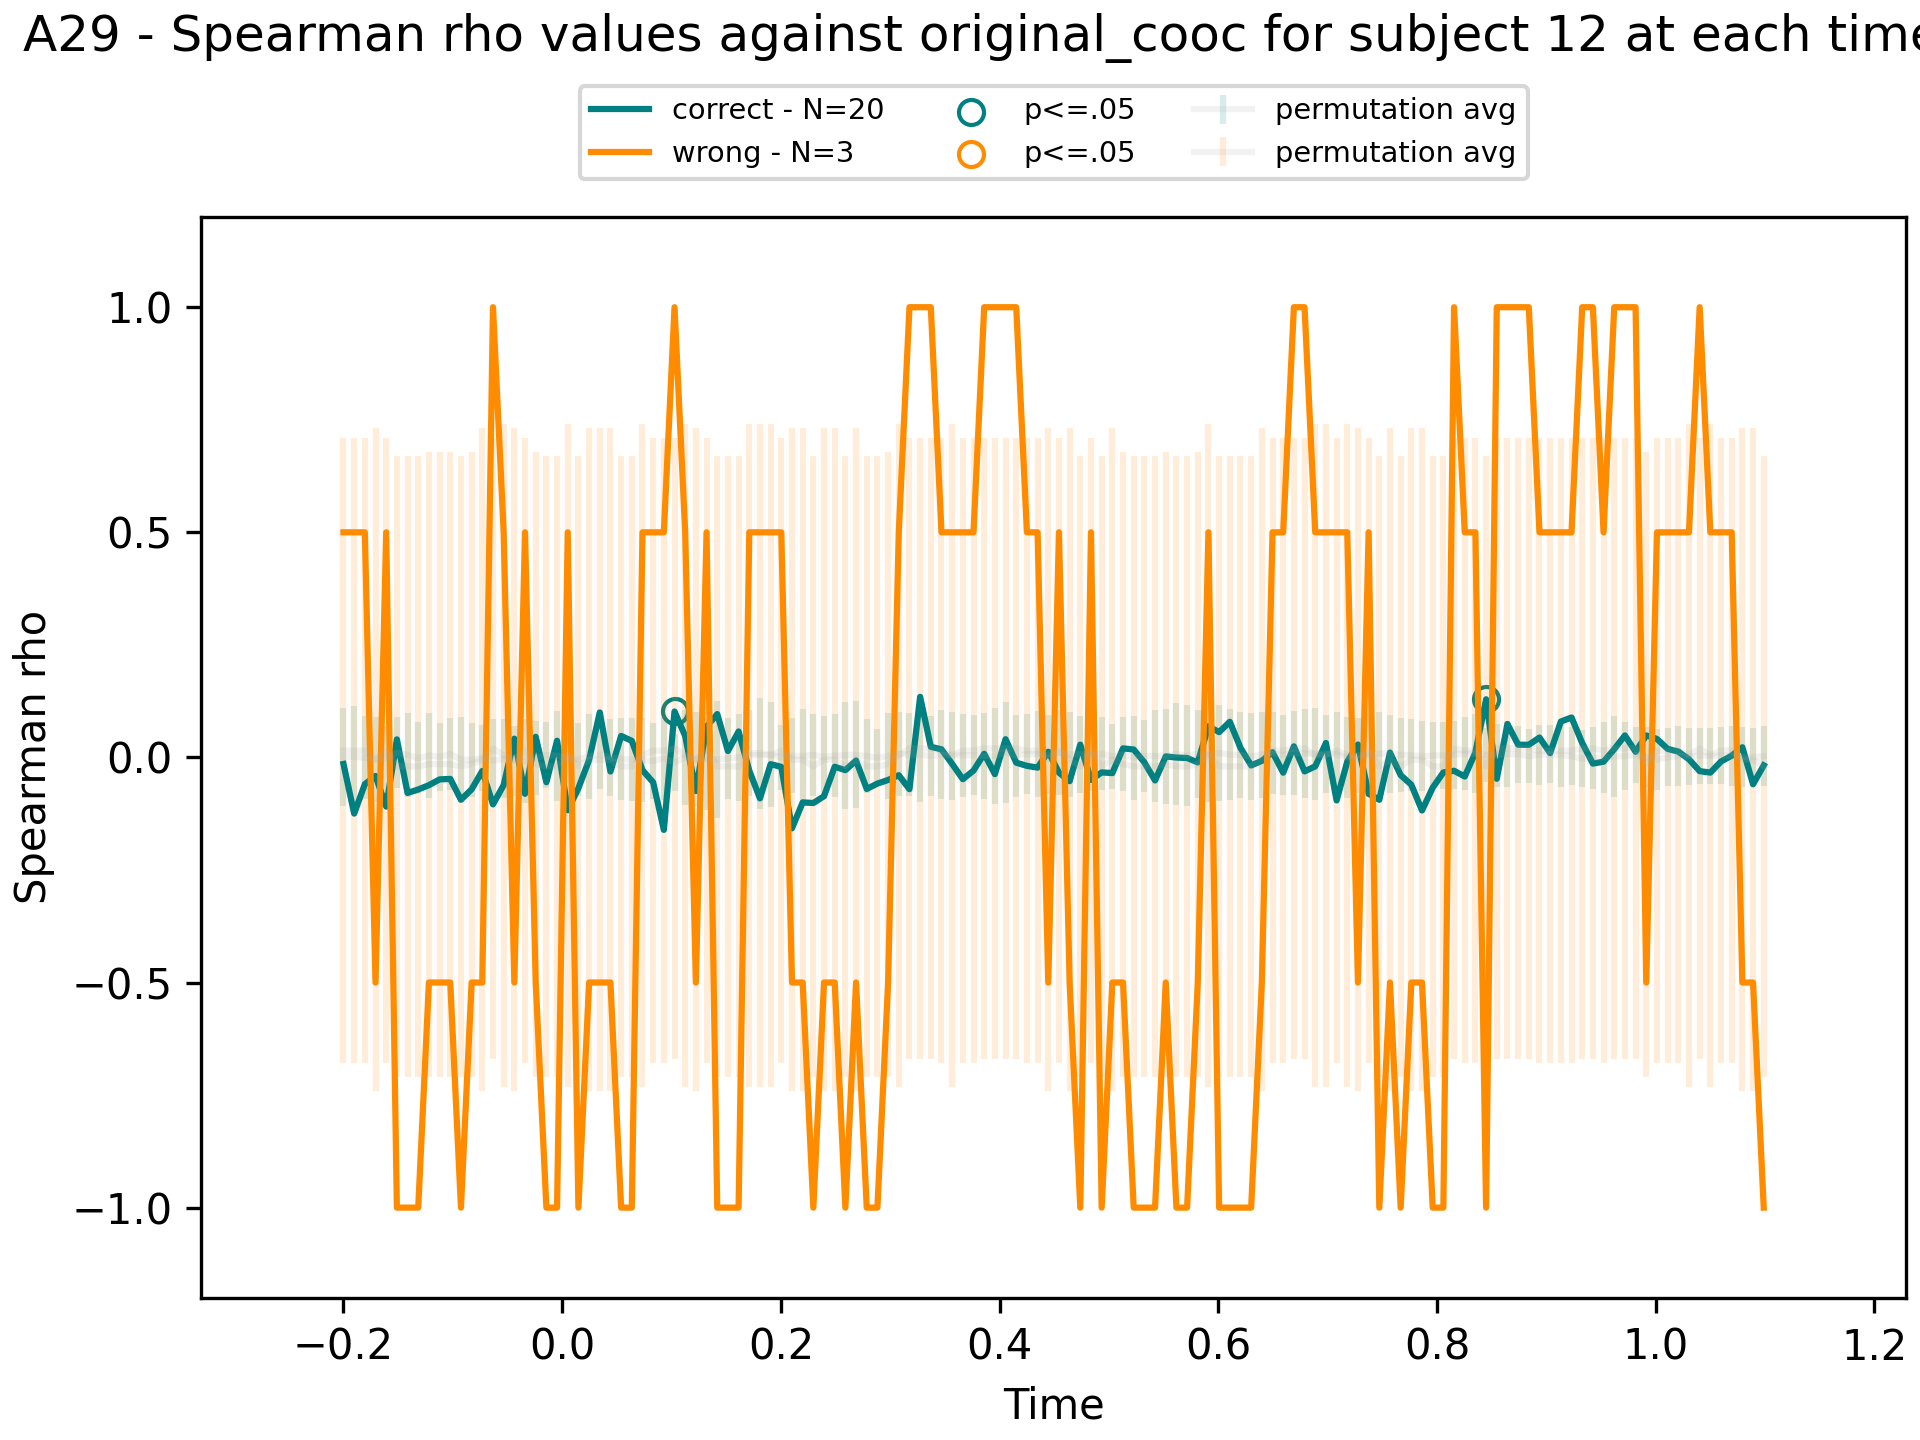 A29 - Spearman rho values against original_cooc for subject 12 at each time
correct - N=20 p<=.05 permutation avg
wrong - N=3 p<=.05 permutation avg
1.0
0.5
0.0
−0.5
−1.0
Spearman rho
−0.2 0.0 0.2 0.4 0.6 0.8 1.0 1.2
Time